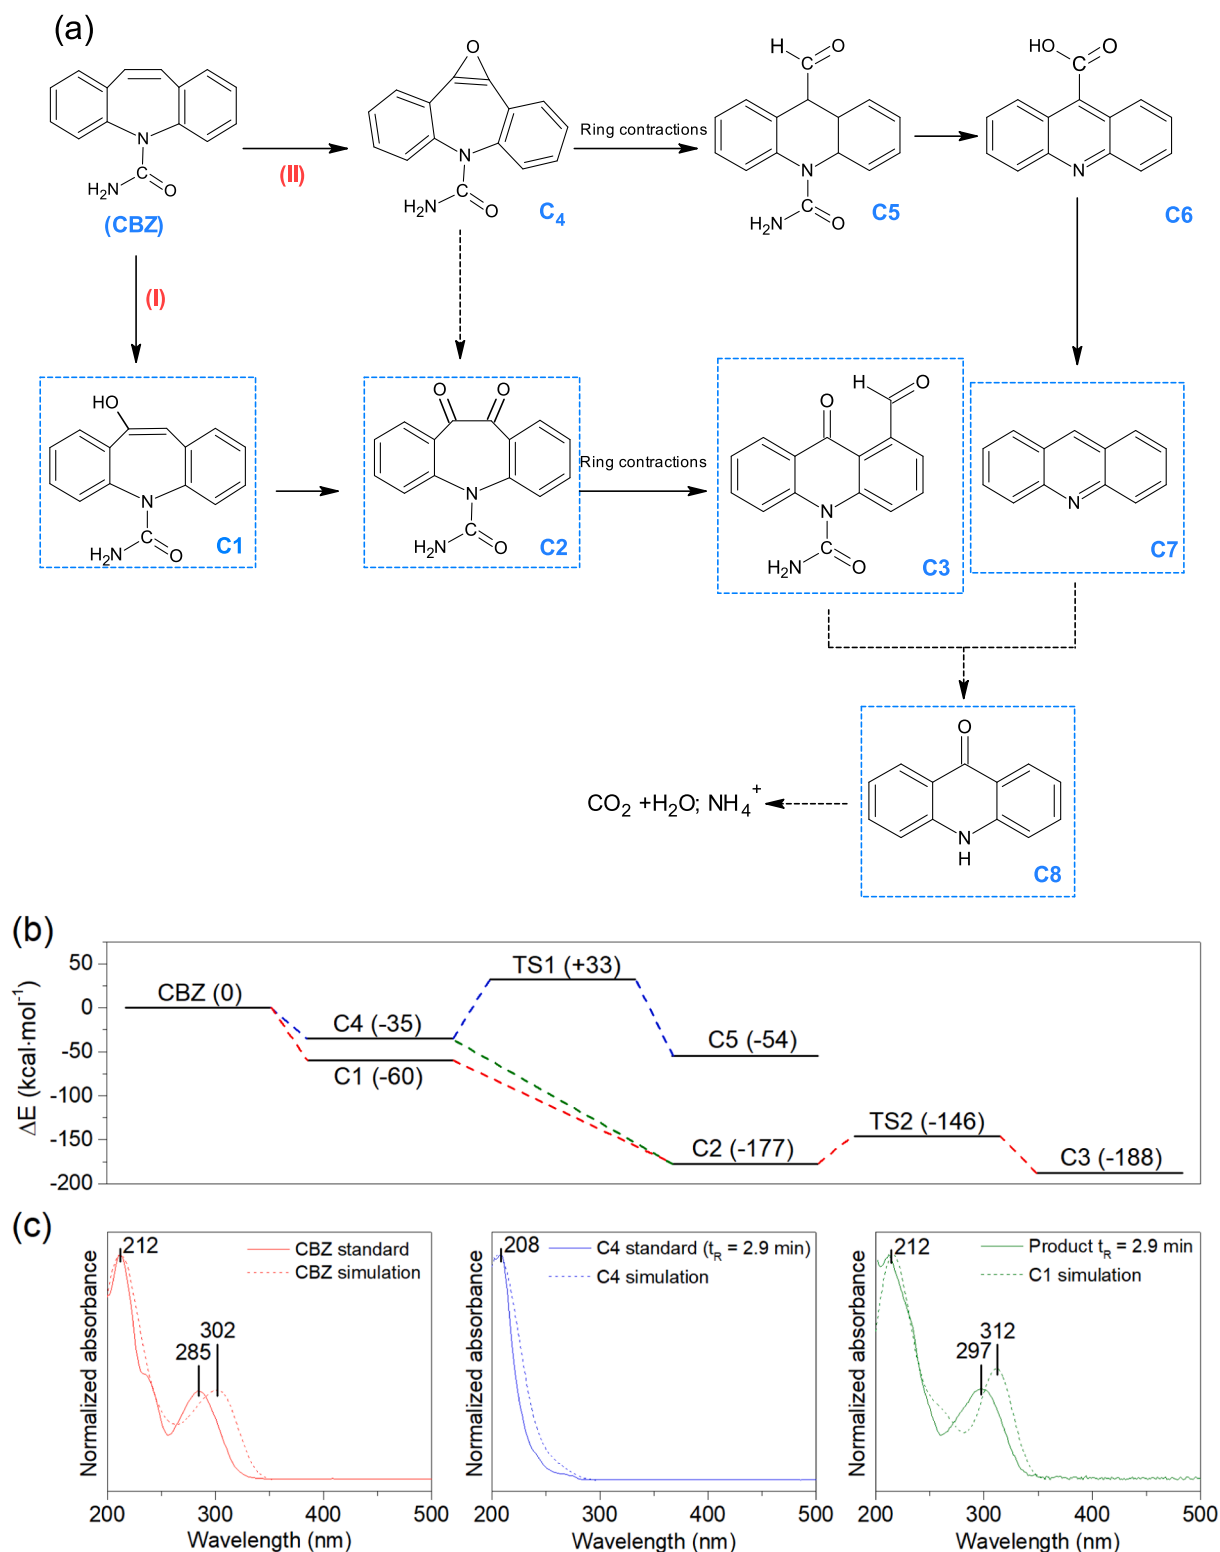 (a)
O
H O
HO O
C C
N
C
H₂N O
(CBZ)
(II)
N
C
H₂N O
C₄
Ring contractions
N
C
H₂N O
C5
N
C6
(I)
HO
N
C
H₂N O
C1
O O
N
C
H₂N O
C2
Ring contractions
H O
O
N
C
H₂N O
C3
N
C7
O
N
H
C8
CO₂ +H₂O; NH₄⁺
(b)
ΔE (kcal·mol⁻¹)
50
0
-50
-100
-150
-200
CBZ (0)
C4 (-35)
C1 (-60)
TS1 (+33)
C5 (-54)
C2 (-177)
TS2 (-146)
C3 (-188)
(c)
Normalized absorbance
212
285
302
CBZ standard
CBZ simulation
200 300 400 500
Wavelength (nm)
Normalized absorbance
208
C4 standard (tR = 2.9 min)
C4 simulation
200 300 400 500
Wavelength (nm)
Normalized absorbance
212
297
312
Product tR = 2.9 min
C1 simulation
200 300 400 500
Wavelength (nm)